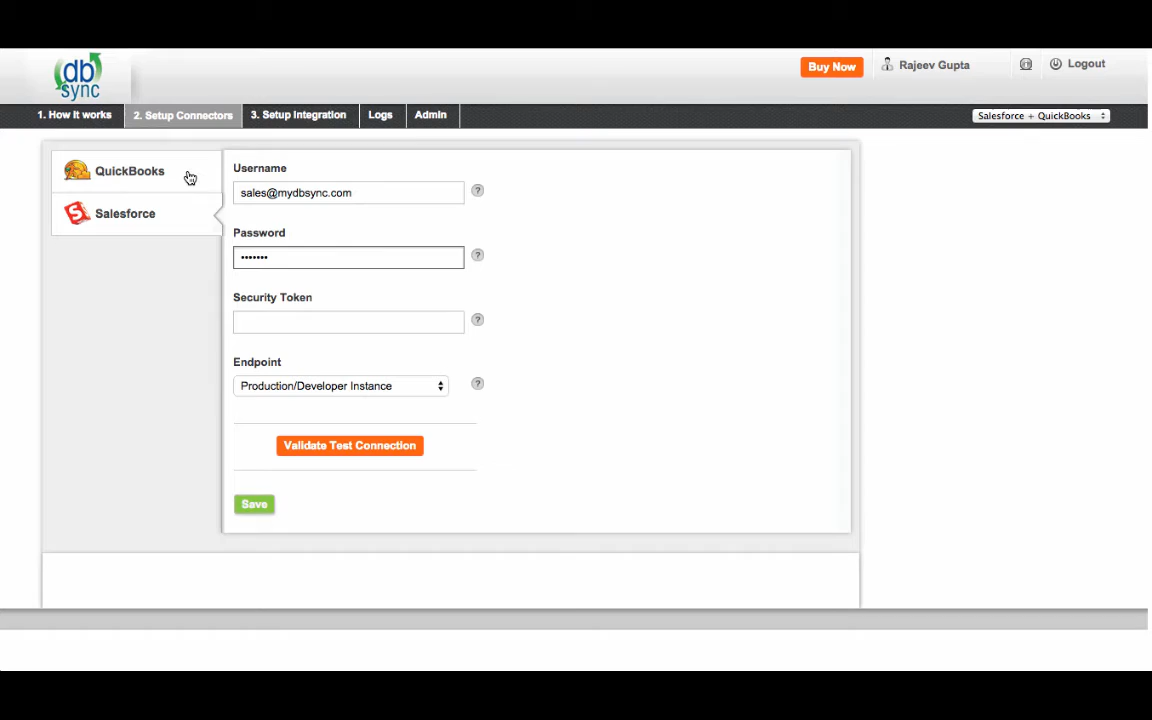 db
sync
Buy Now
Rajeev Gupta
Logout
1. How it works
2. Setup Connectors
3. Setup Integration
Logs
Admin
Salesforce + QuickBooks
QuickBooks
Salesforce
Username
sales@mydbsync.com
?
Password
•••••••
?
Security Token
?
Endpoint
Production/Developer Instance
?
Validate Test Connection
Save